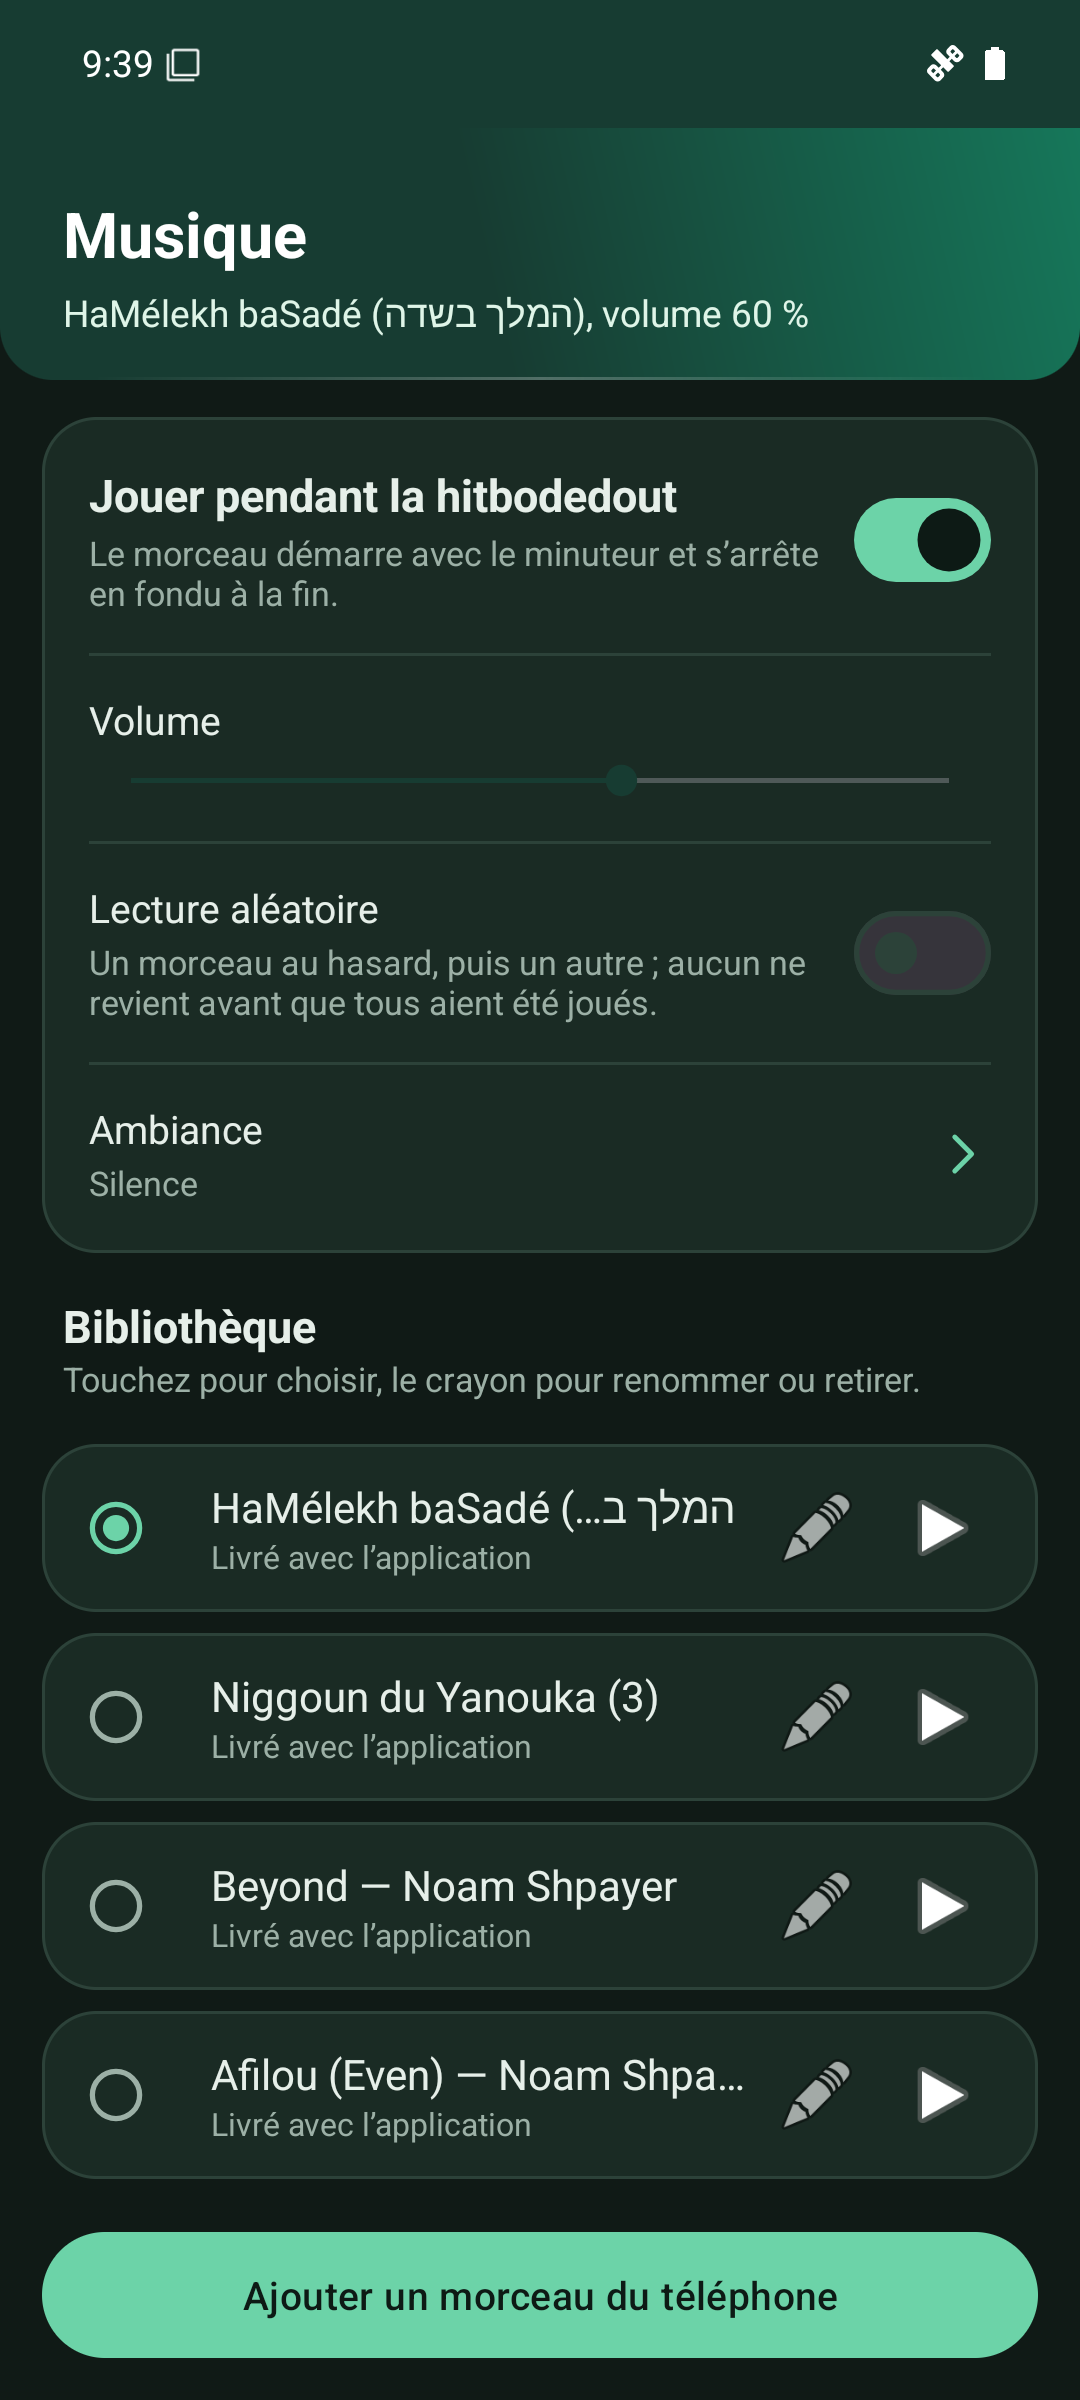 9:39
Musique
HaMélekh baSadé (המלך בשדה), volume 60 %
Jouer pendant la hitbodedout
Le morceau démarre avec le minuteur et s’arrête
en fondu à la fin.
Volume
Lecture aléatoire
Un morceau au hasard, puis un autre ; aucun ne
revient avant que tous aient été joués.
Ambiance
Silence
Bibliothèque
Touchez pour choisir, le crayon pour renommer ou retirer.
HaMélekh baSadé (המלך ב…
Livré avec l’application
Niggoun du Yanouka (3)
Livré avec l’application
Beyond — Noam Shpayer
Livré avec l’application
Afilou (Even) — Noam Shpa…
Livré avec l’application
Ajouter un morceau du téléphone